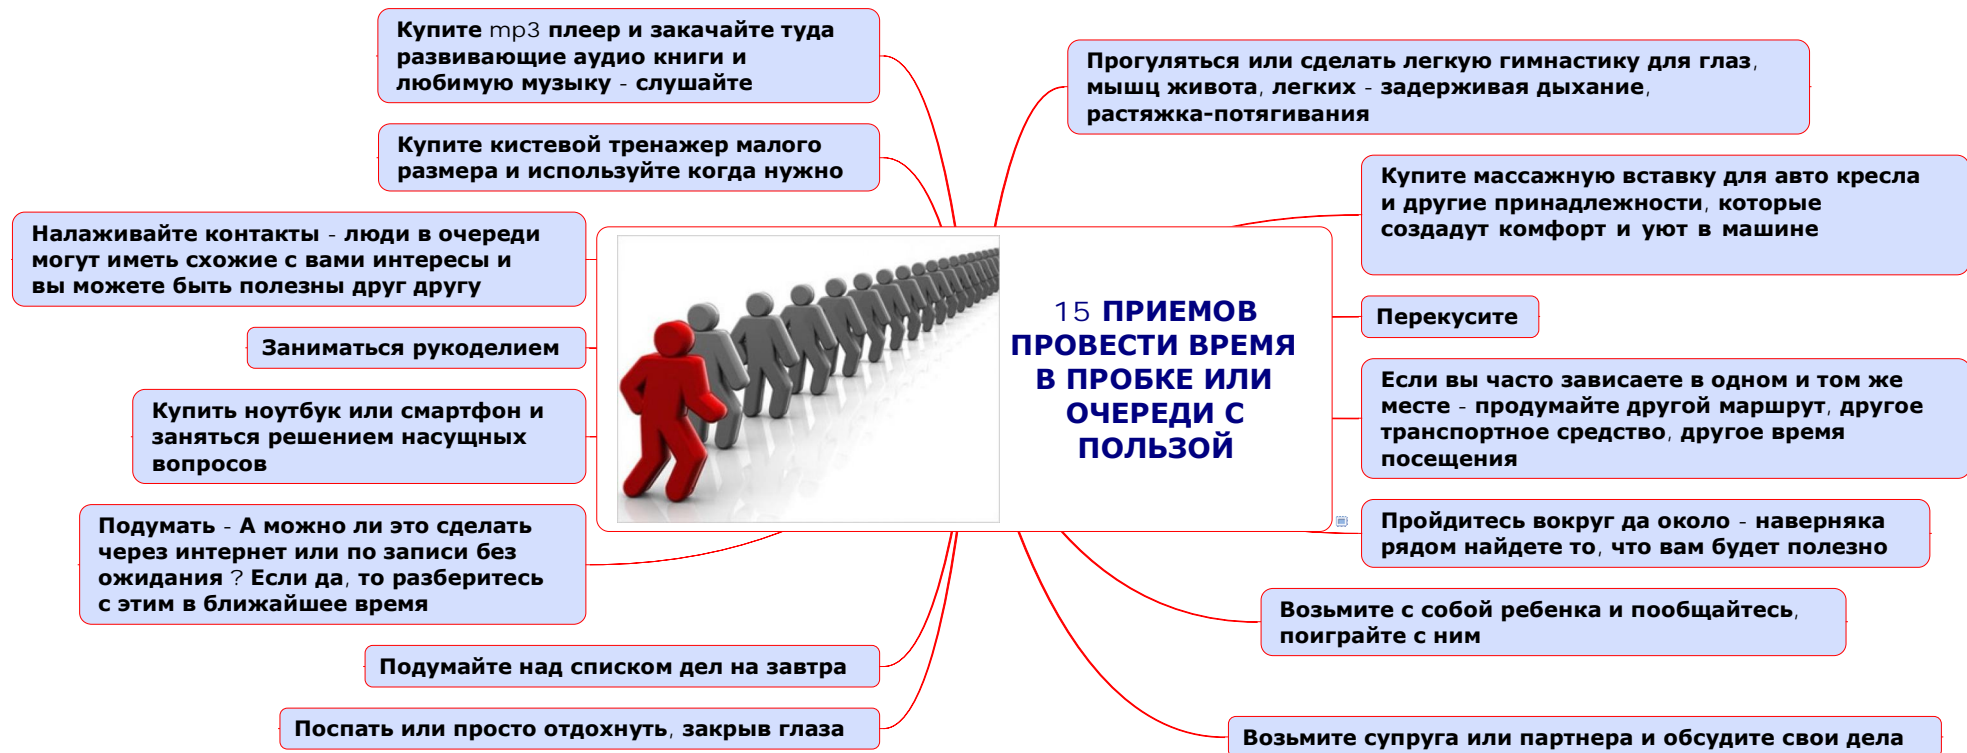 15 ПРИЕМОВ
ПРОВЕСТИ ВРЕМЯ
В ПРОБКЕ ИЛИ
ОЧЕРЕДИ С
ПОЛЬЗОЙ
Прогуляться или сделать легкую гимнастику для глаз,
мышц живота, легких - задерживая дыхание,
растяжка-потягивания
Купите массажную вставку для авто кресла
и другие принадлежности, которые
создадут комфорт и уют в машине
Перекусите
Если вы часто зависаете в одном и том же
месте - продумайте другой маршрут, другое
транспортное средство, другое время
посещения
Пройдитесь вокруг да около - наверняка
рядом найдете то, что вам будет полезно
Возьмите с собой ребенка и пообщайтесь,
поиграйте с ним
Возьмите супруга или партнера и обсудите свои дела
Купите mp3 плеер и закачайте туда
развивающие аудио книги и
любимую музыку - слушайте
Купите кистевой тренажер малого
размера и используйте когда нужно
Налаживайте контакты - люди в очереди
могут иметь схожие с вами интересы и
вы можете быть полезны друг другу
Заниматься рукоделием
Купить ноутбук или смартфон и
заняться решением насущных
вопросов
Подумать - А можно ли это сделать
через интернет или по записи без
ожидания ? Если да, то разберитесь
с этим в ближайшее время
Подумайте над списком дел на завтра
Поспать или просто отдохнуть, закрыв глаза